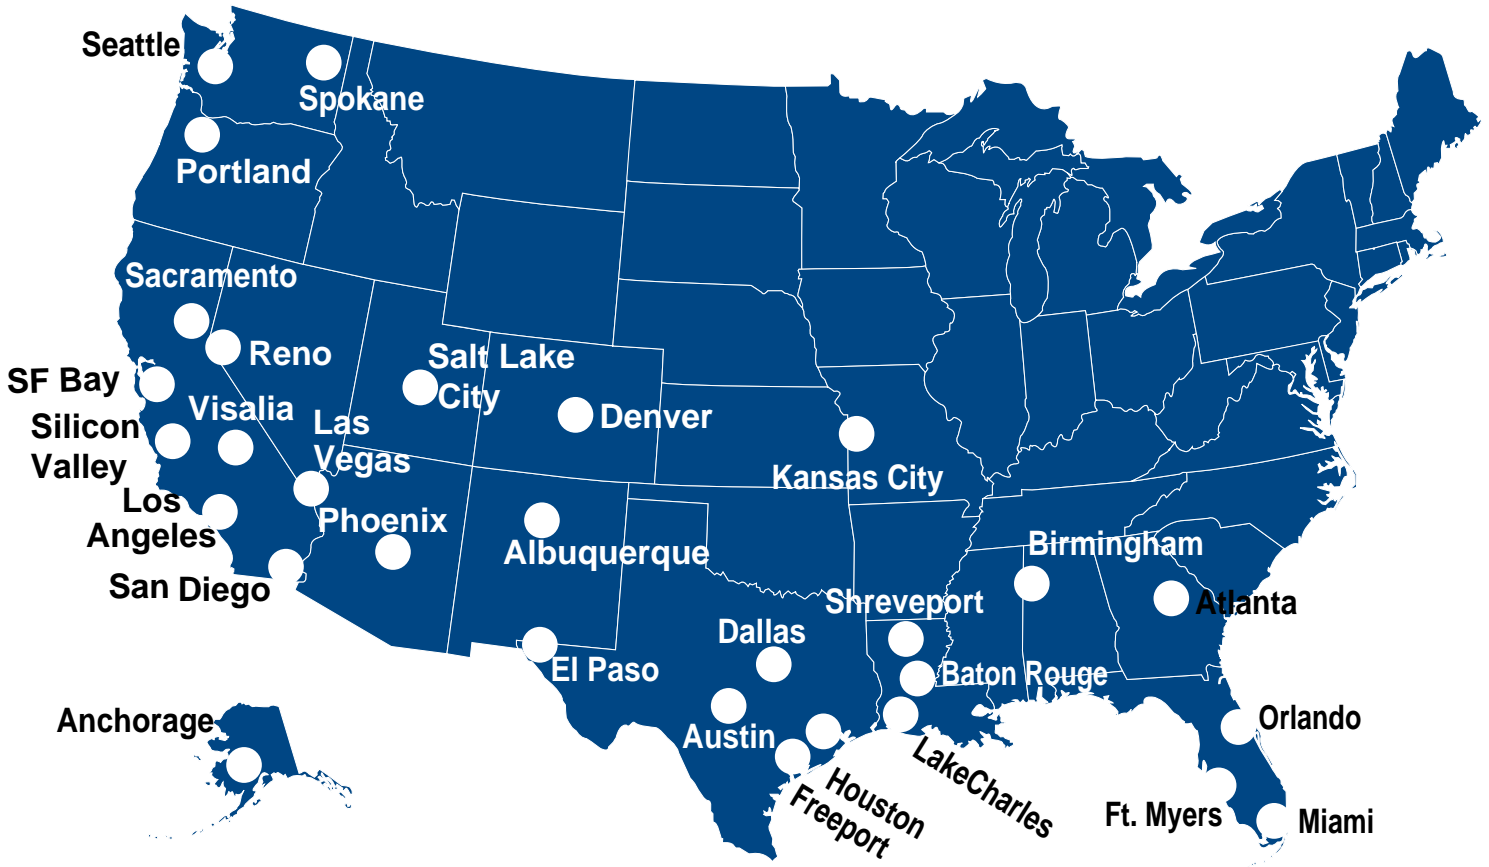 Seattle
Spokane
Portland
Sacramento
Reno
SF Bay
Salt Lake
City
Visalia
Las
Vegas
Denver
Silicon
Valley
Kansas City
Los
Angeles
Phoenix
Albuquerque
Birmingham
San Diego
Shreveport
Atlanta
Dallas
El Paso
Baton Rouge
Anchorage
Austin
Orlando
LakeCharles
Houston
Freeport
Ft. Myers
Miami